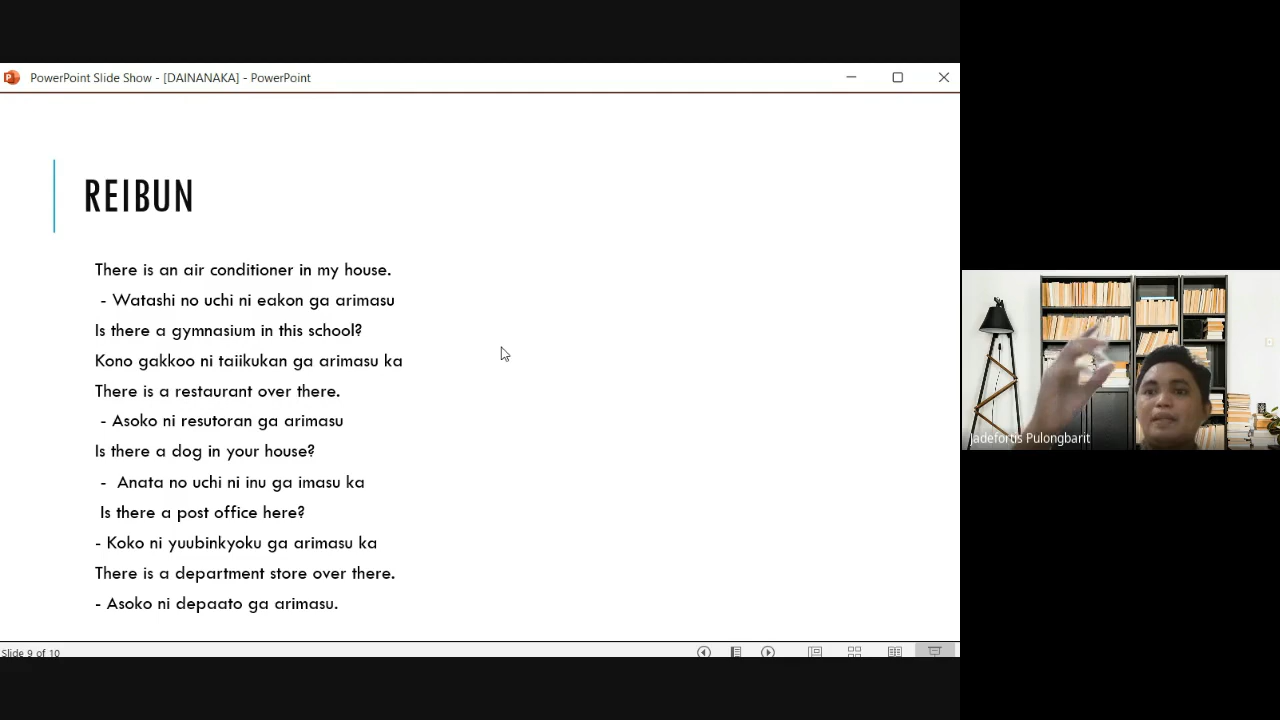 PowerPoint Slide Show - [DAINANAKA] - PowerPoint
REIBUN
There is an air conditioner in my house.
- Watashi no uchi ni eakon ga arimasu
Is there a gymnasium in this school?
Kono gakkoo ni taiikukan ga arimasu ka
There is a restaurant over there.
- Asoko ni resutoran ga arimasu
Is there a dog in your house?
- Anata no uchi ni inu ga imasu ka
Is there a post office here?
- Koko ni yuubinkyoku ga arimasu ka
There is a department store over there.
- Asoko ni depaato ga arimasu.
Slide 9 of 10
Jadefortis Pulongbarit